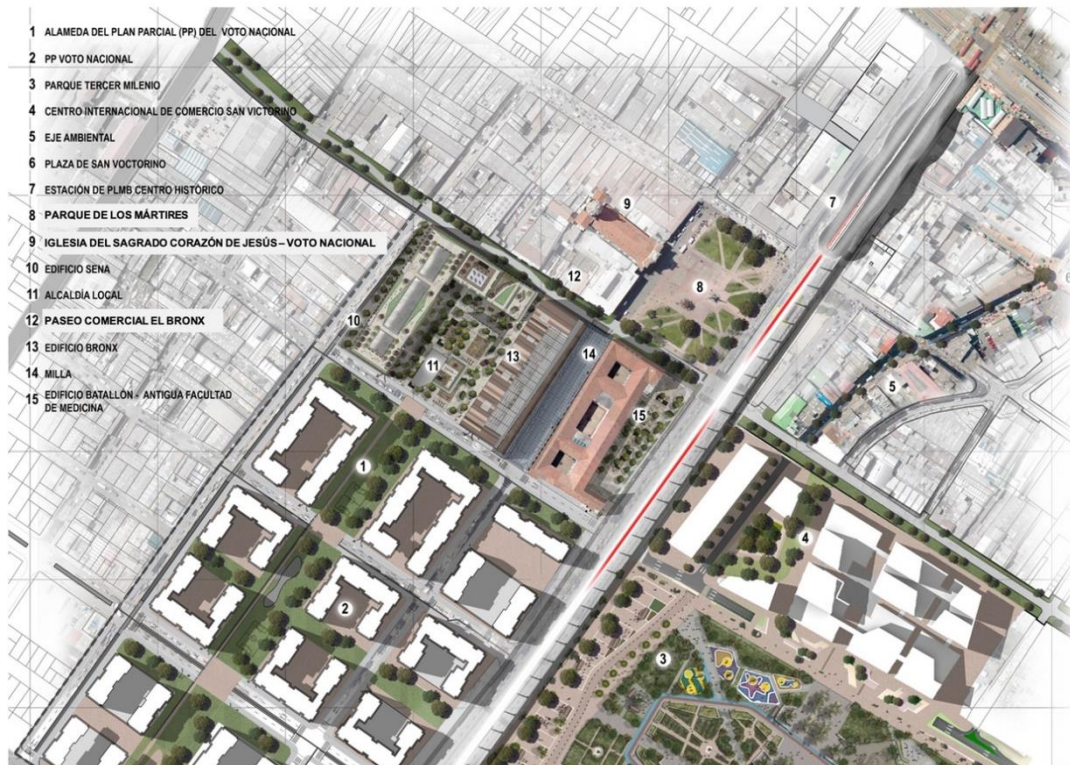 1 ALAMEDA DEL PLAN PARCIAL (PP) DEL VOTO NACIONAL
2 PP VOTO NACIONAL
3 PARQUE TERCER MILENIO
4 CENTRO INTERNACIONAL DE COMERCIO SAN VICTORINO
5 EJE AMBIENTAL
6 PLAZA DE SAN VOCTORINO
7 ESTACIÓN DE PLMB CENTRO HISTÓRICO
8 PARQUE DE LOS MÁRTIRES
9 IGLESIA DEL SAGRADO CORAZÓN DE JESÚS – VOTO NACIONAL
10 EDIFICIO SENA
11 ALCALDÍA LOCAL
12 PASEO COMERCIAL EL BRONX
13 EDIFICIO BRONX
14 MILLA
15 EDIFICIO BATALLÓN - ANTIGUA FACULTAD
DE MEDICINA
9
7
12
8
6
10
11
13
14
5
15
1
4
2
3